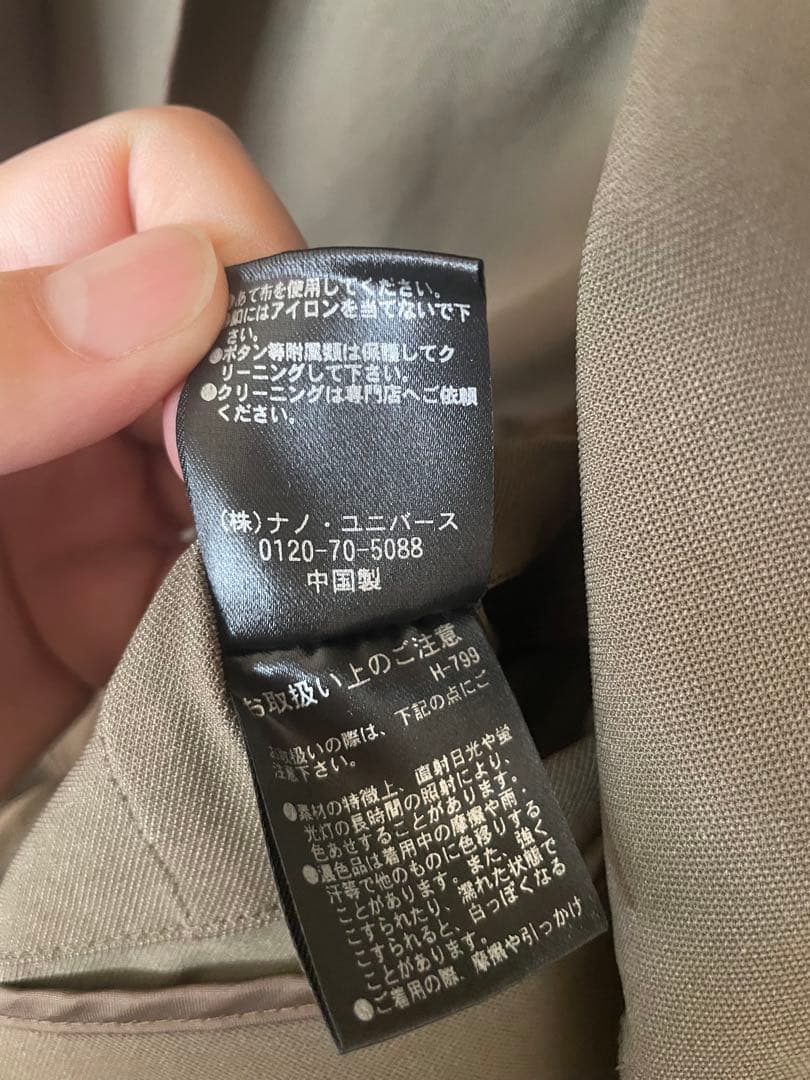 ●あて布を使用してください。
●釦にはアイロンを当てないで下
さい。
●ボタン等附属類は保護してク
リーニングして下さい。
●クリーニングは専門店へご依頼
ください。
(株)ナノ・ユニバース
0120-70-5088
中国製
お取扱い上のご注意
H-799
お取扱いの際は、下記の点にご
注意下さい。
●素材の特徴上、直射日光や蛍
光灯の長時間の照射により、
色あせすることがあります。
●濃色品は着用中の摩擦や雨・
汗等で他のものに色移りする
ことがあります。また、強く
こすられたり、濡れた状態で
こすられると、白っぽくなる
ことがあります。
●ご着用の際、摩擦や引っかけ